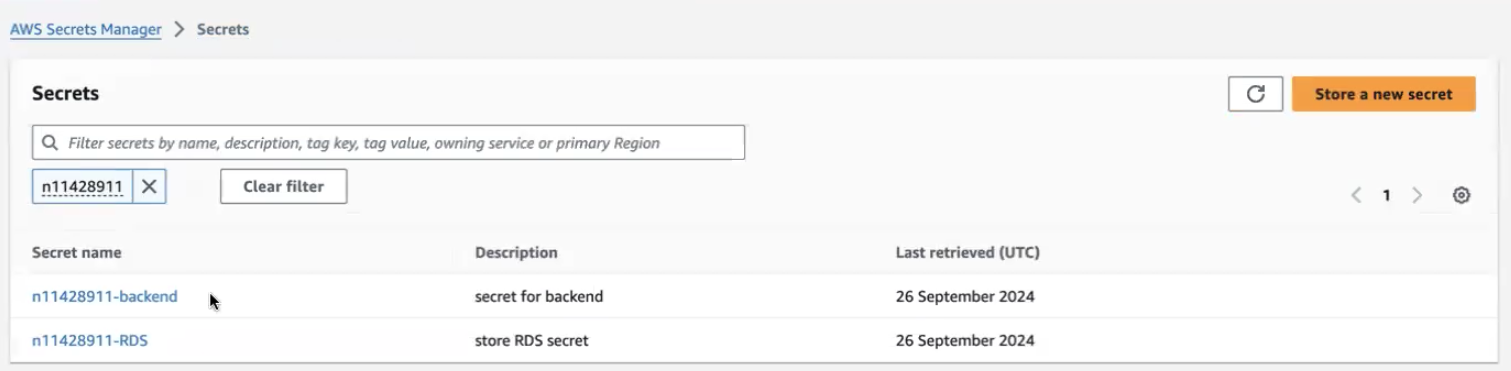 AWS Secrets Manager > Secrets
Secrets
Store a new secret
Filter secrets by name, description, tag key, tag value, owning service or primary Region
n11428911 Clear filter
1
Secret name Description Last retrieved (UTC)
n11428911-backend secret for backend 26 September 2024
n11428911-RDS store RDS secret 26 September 2024